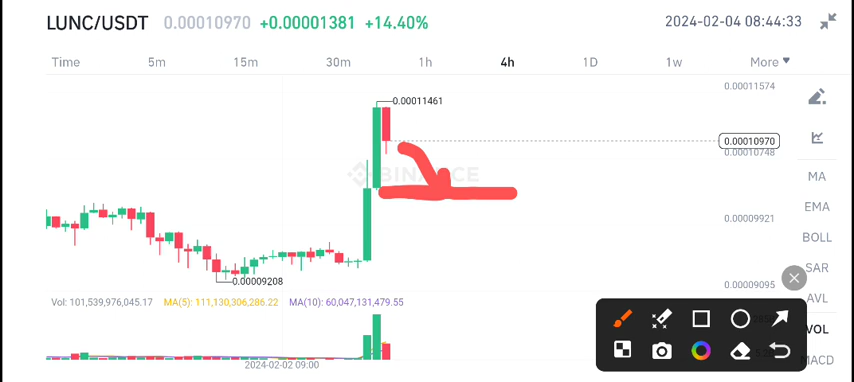 LUNC/USDT 0.00010970 +0.00001381 +14.40% 2024-02-04 08:44:33
Time 5m 15m 30m 1h 4h 1D 1w More
0.00011574
0.00011461
0.00010970
0.00010748
BINANCE
MA
EMA
0.00009921
BOLL
SAR
0.00009208
0.00009095
AVL
Vol: 101,539,976,045.17 MA(5): 111,130,306,286.22 MA(10): 60,047,131,479.55
VOL
MACD
2024-02-02 09:00